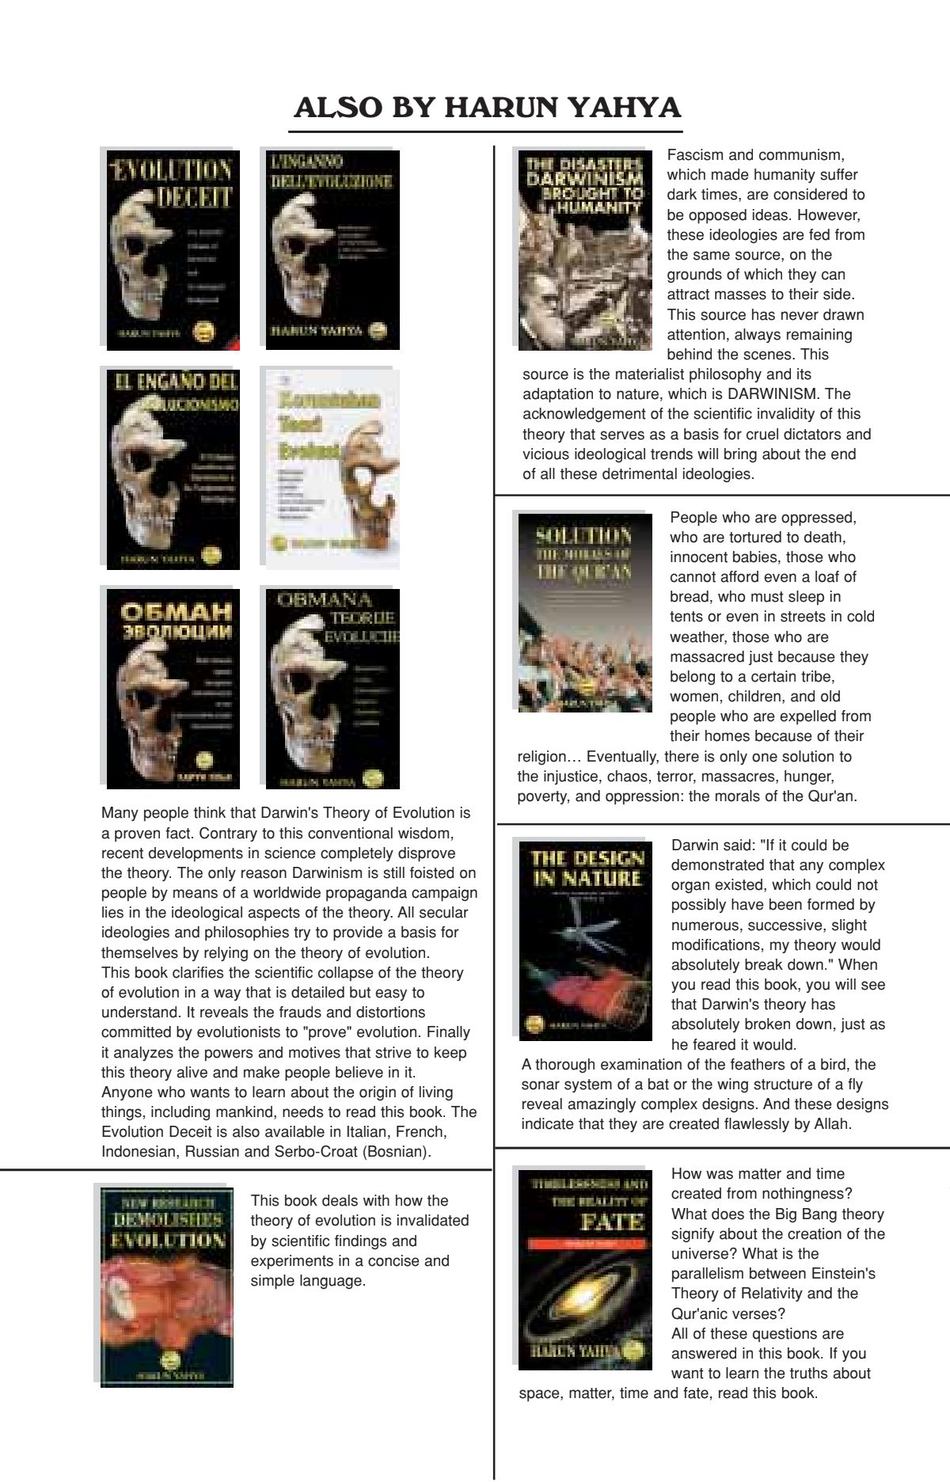 ALSO BY HARUN YAHYA
EVOLUTION
DECEIT
HARUN YAHYA
L'INGANNO
DELL'EVOLUZIONE
HARUN YAHYA
EL ENGAÑO DEL
HARUN YAHYA
Keruntuhan
Teori
Evolusi
ОБМАН
ЭВОЛЮЦИИ
ХАРУН ЯХЬЯ
OBMANA
TEORIJE
EVOLUCIJE
HARUN YAHYA
Many people think that Darwin's Theory of Evolution is
a proven fact. Contrary to this conventional wisdom,
recent developments in science completely disprove
the theory. The only reason Darwinism is still foisted on
people by means of a worldwide propaganda campaign
lies in the ideological aspects of the theory. All secular
ideologies and philosophies try to provide a basis for
themselves by relying on the theory of evolution.
This book clarifies the scientific collapse of the theory
of evolution in a way that is detailed but easy to
understand. It reveals the frauds and distortions
committed by evolutionists to "prove" evolution. Finally
it analyzes the powers and motives that strive to keep
this theory alive and make people believe in it.
Anyone who wants to learn about the origin of living
things, including mankind, needs to read this book. The
Evolution Deceit is also available in Italian, French,
Indonesian, Russian and Serbo-Croat (Bosnian).
NEW RESEARCH
DEMOLISHES
EVOLUTION
HARUN YAHYA
This book deals with how the
theory of evolution is invalidated
by scientific findings and
experiments in a concise and
simple language.
THE DISASTERS
DARWINISM
BROUGHT TO
HUMANITY
HARUN YAHYA
Fascism and communism,
which made humanity suffer
dark times, are considered to
be opposed ideas. However,
these ideologies are fed from
the same source, on the
grounds of which they can
attract masses to their side.
This source has never drawn
attention, always remaining
behind the scenes. This
source is the materialist philosophy and its
adaptation to nature, which is DARWINISM. The
acknowledgement of the scientific invalidity of this
theory that serves as a basis for cruel dictators and
vicious ideological trends will bring about the end
of all these detrimental ideologies.
SOLUTION
THE MORALS OF
THE QUR'AN
People who are oppressed,
who are tortured to death,
innocent babies, those who
cannot afford even a loaf of
bread, who must sleep in
tents or even in streets in cold
weather, those who are
massacred just because they
belong to a certain tribe,
women, children, and old
people who are expelled from
their homes because of their
religion… Eventually, there is only one solution to
the injustice, chaos, terror, massacres, hunger,
poverty, and oppression: the morals of the Qur'an.
THE DESIGN
IN NATURE
HARUN YAHYA
Darwin said: "If it could be
demonstrated that any complex
organ existed, which could not
possibly have been formed by
numerous, successive, slight
modifications, my theory would
absolutely break down." When
you read this book, you will see
that Darwin's theory has
absolutely broken down, just as
he feared it would.
A thorough examination of the feathers of a bird, the
sonar system of a bat or the wing structure of a fly
reveal amazingly complex designs. And these designs
indicate that they are created flawlessly by Allah.
TIMELESSNESS AND
THE REALITY OF
FATE
HARUN YAHYA
How was matter and time
created from nothingness?
What does the Big Bang theory
signify about the creation of the
universe? What is the
parallelism between Einstein's
Theory of Relativity and the
Qur'anic verses?
All of these questions are
answered in this book. If you
want to learn the truths about
space, matter, time and fate, read this book.